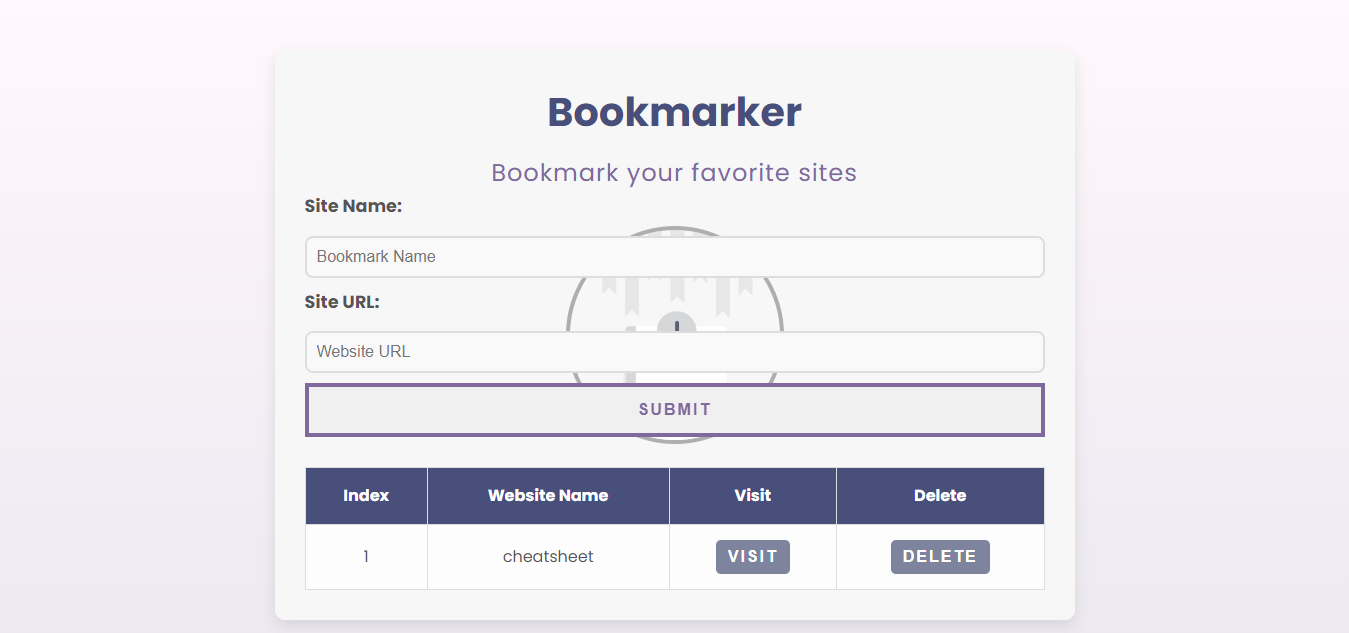 Bookmarker
Bookmark your favorite sites
Site Name:
Bookmark Name
Site URL:
Website URL
SUBMIT
Index Website Name Visit Delete
1 cheatsheet VISIT DELETE